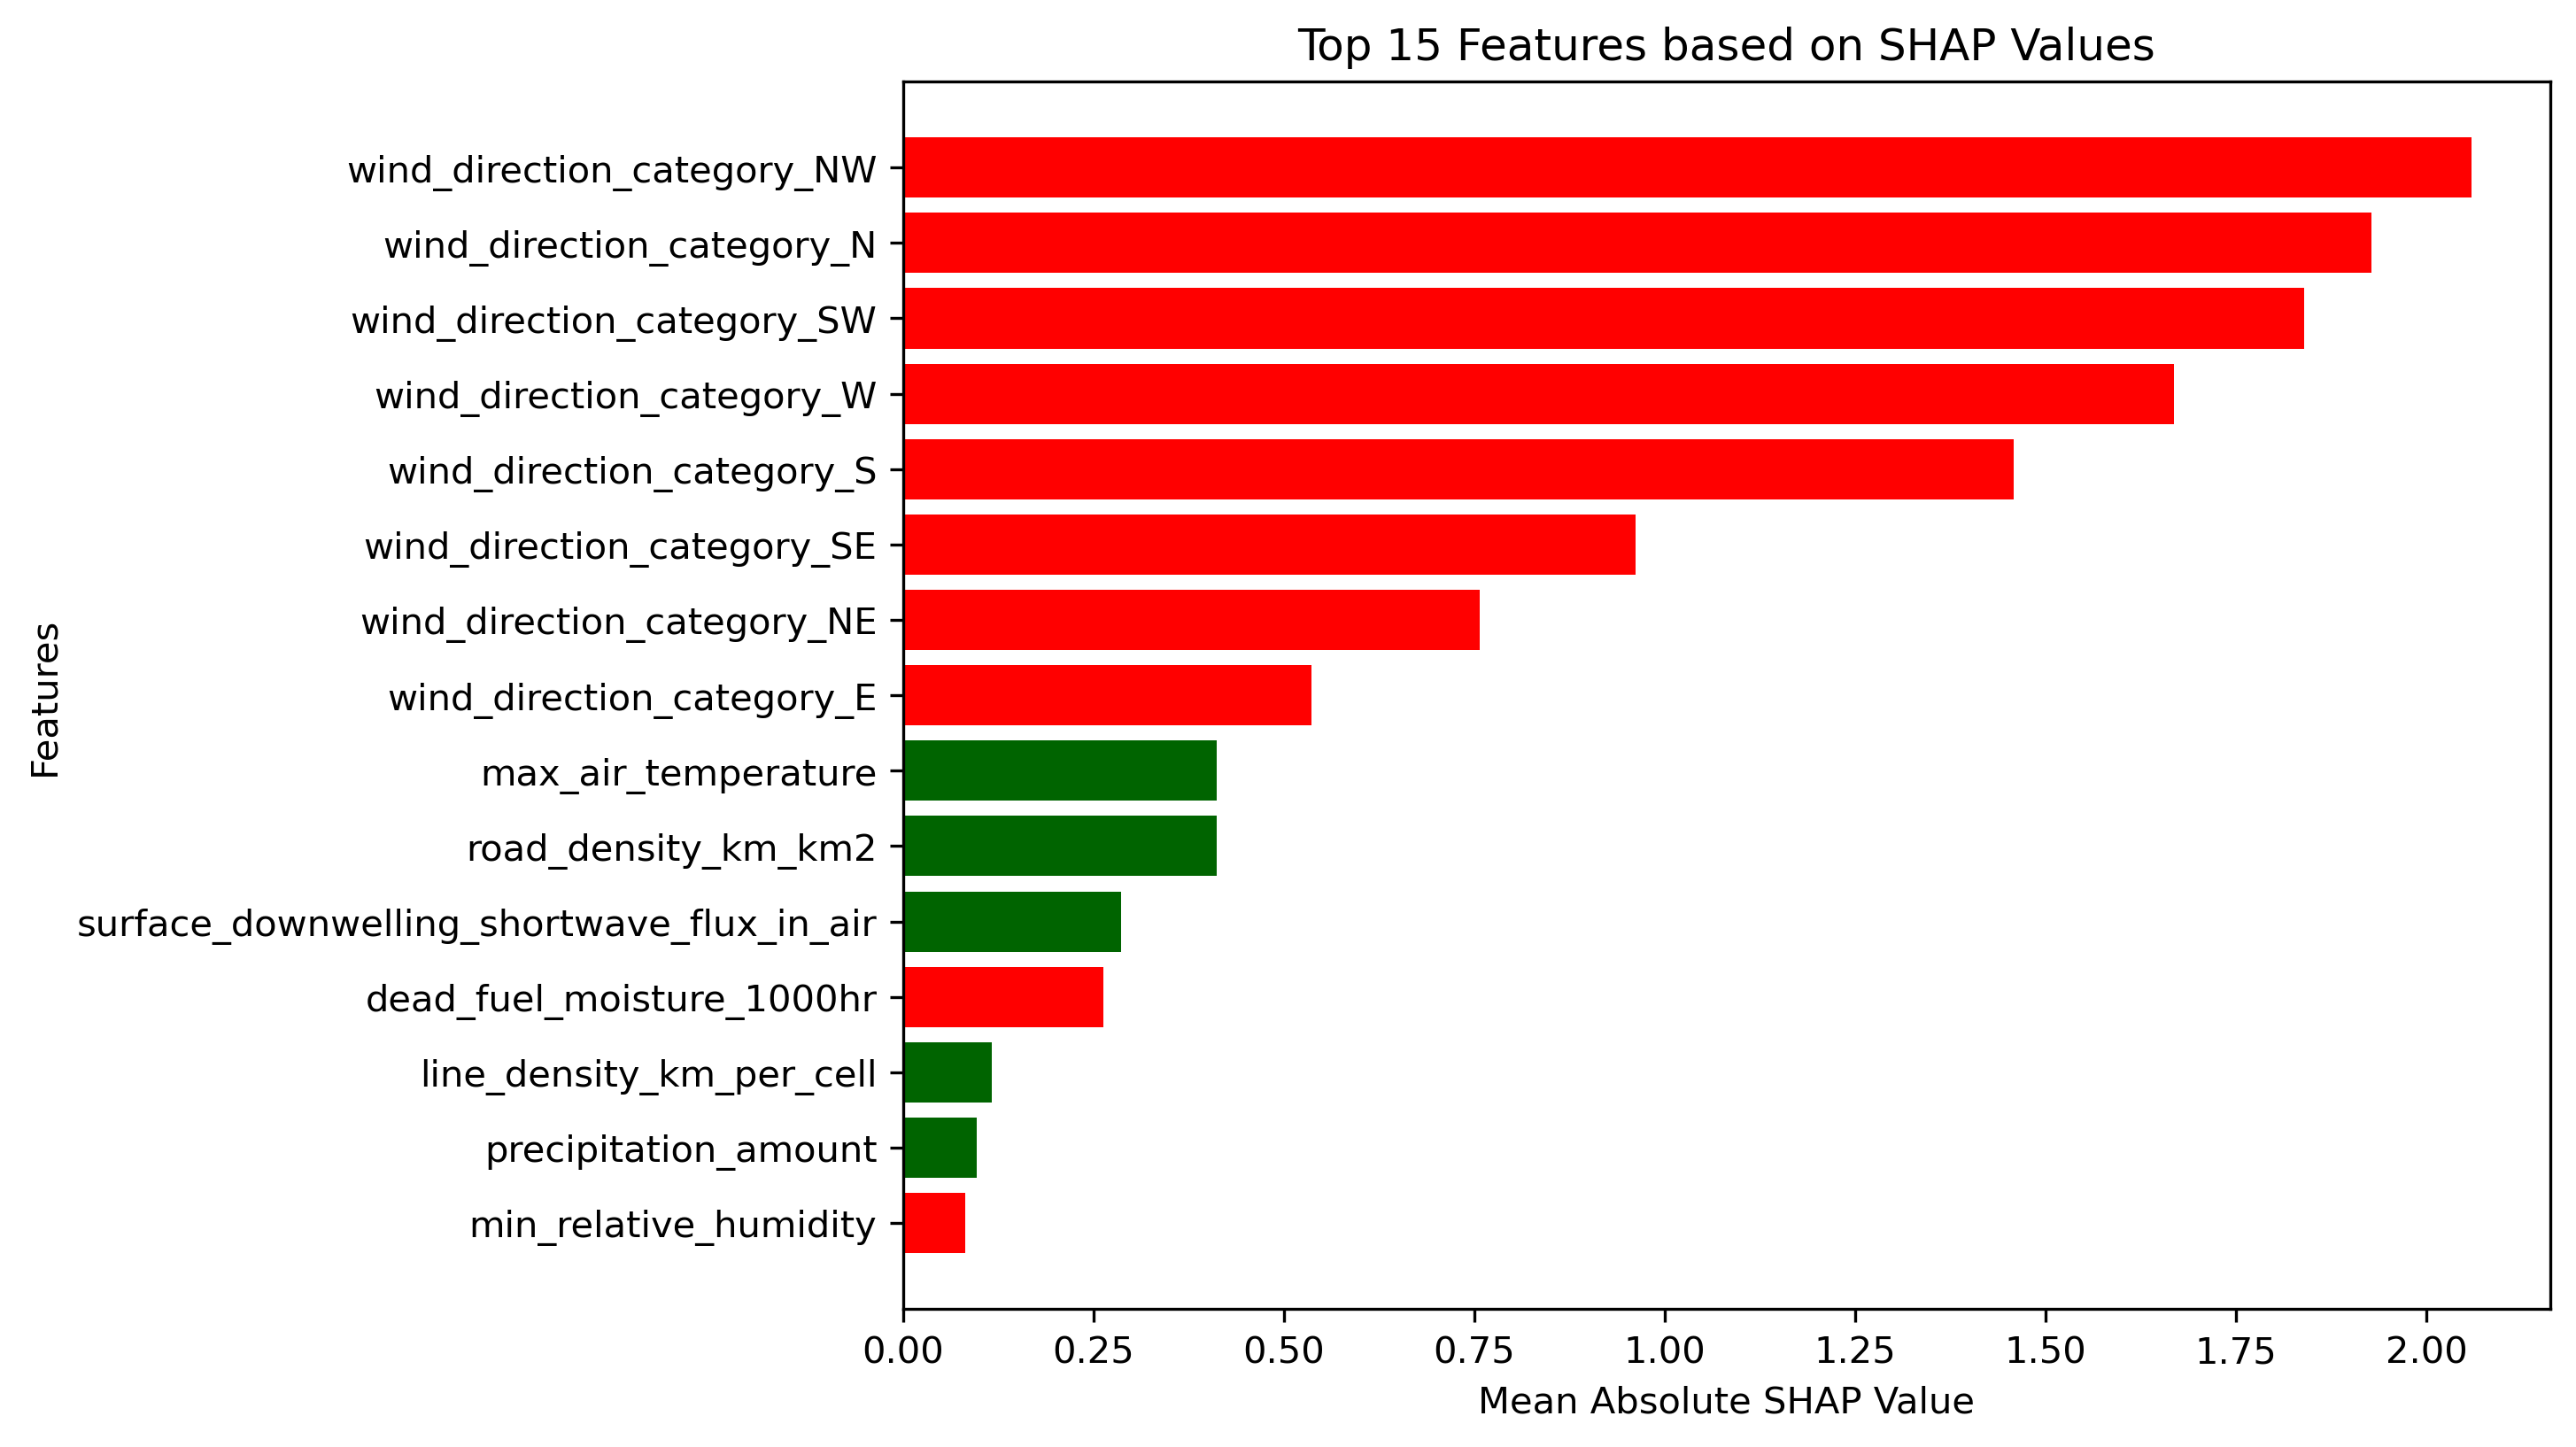 Top 15 Features based on SHAP Values
Features
wind_direction_category_NW
wind_direction_category_N
wind_direction_category_SW
wind_direction_category_W
wind_direction_category_S
wind_direction_category_SE
wind_direction_category_NE
wind_direction_category_E
max_air_temperature
road_density_km_km2
surface_downwelling_shortwave_flux_in_air
dead_fuel_moisture_1000hr
line_density_km_per_cell
precipitation_amount
min_relative_humidity
0.00 0.25 0.50 0.75 1.00 1.25 1.50 1.75 2.00
Mean Absolute SHAP Value